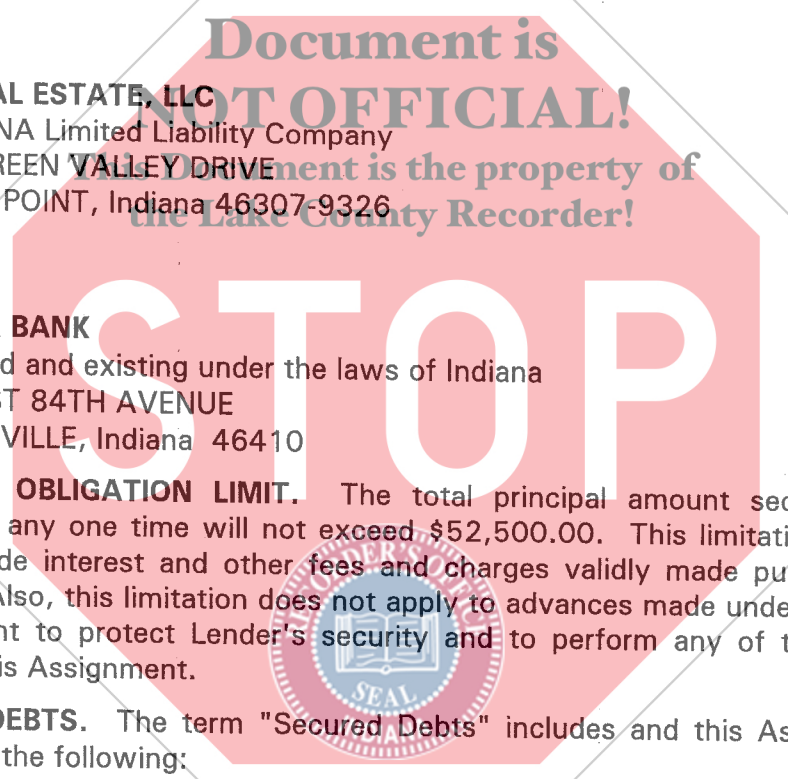 Document is
AL ESTATE, LLC
NOT OFFICIAL!
NA Limited Liability Company
REEN VALLEY DRIVE
This Document is the property of
POINT, Indiana 46307-9326
the Lake County Recorder!
STOP
BANK
d and existing under the laws of Indiana
ST 84TH AVENUE
VILLE, Indiana 46410
OBLIGATION LIMIT. The total principal amount sec
any one time will not exceed $52,500.00. This limitati
de interest and other fees and charges validly made pu
Also, this limitation does not apply to advances made unde
nt to protect Lender's security and to perform any of t
is Assignment.
RECORDER'S OFFICE
SEAL
INDIANA
DEBTS. The term "Secured Debts" includes and this As
the following: